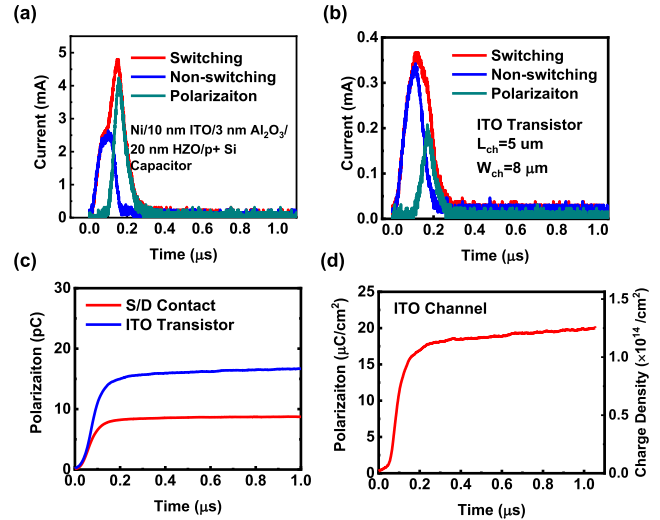 (a)
5
4
3
2
1
0
Current (mA)
Switching
Non-switching
Polarizaiton
Ni/10 nm ITO/3 nm Al₂O₃/
20 nm HZO/p+ Si
Capacitor
0.0 0.2 0.4 0.6 0.8 1.0
Time (μs)
(b)
0.4
0.3
0.2
0.1
0.0
Current (mA)
Switching
Non-switching
Polarizaiton
ITO Transistor
L_ch=5 um
W_ch=8 μm
0.0 0.2 0.4 0.6 0.8 1.0
Time (μs)
(c)
30
20
10
0
Polarizaiton (pC)
S/D Contact
ITO Transistor
0.0 0.2 0.4 0.6 0.8 1.0
Time (μs)
(d)
25
20
15
10
5
0
Polarizaiton (μC/cm²)
ITO Channel
1.5
1.0
0.5
0.0
Charge Density (×10¹⁴ /cm²)
0.0 0.2 0.4 0.6 0.8 1.0
Time (μs)